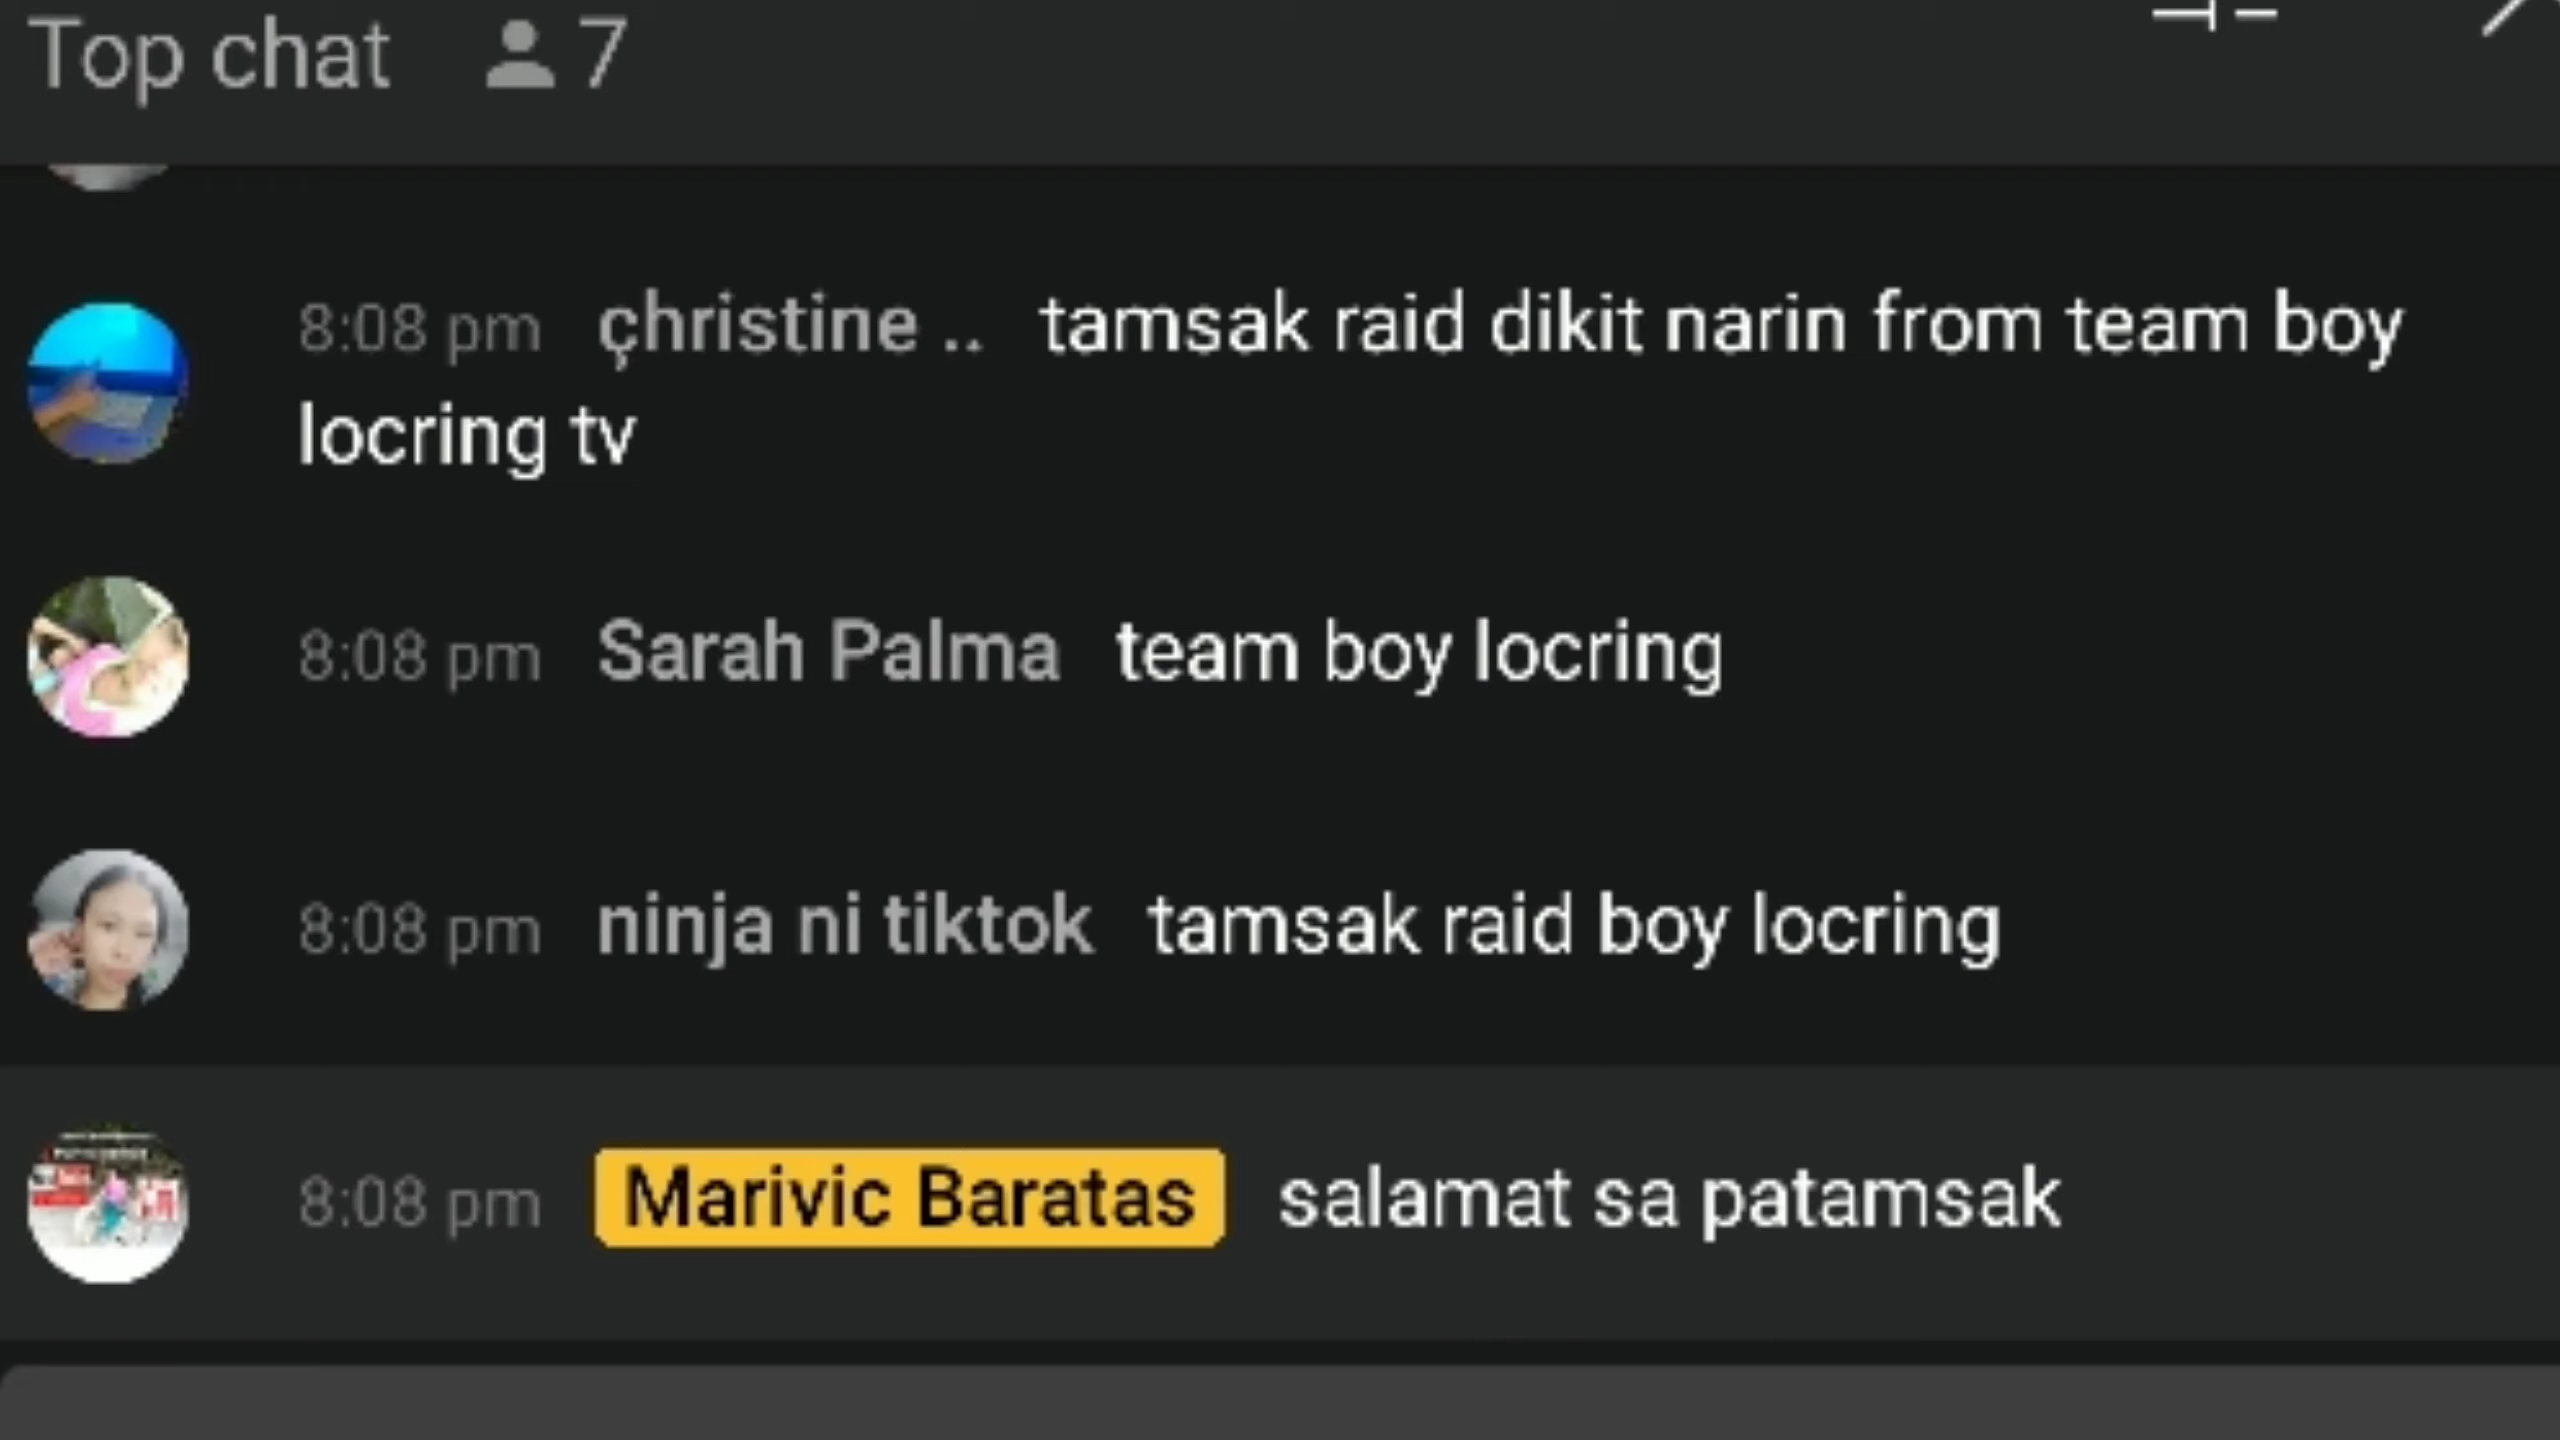 Top chat 7
8:08 pm çhristine .. tamsak raid dikit narin from team boy
locring tv
8:08 pm Sarah Palma team boy locring
8:08 pm ninja ni tiktok tamsak raid boy locring
8:08 pm Marivic Baratas salamat sa patamsak